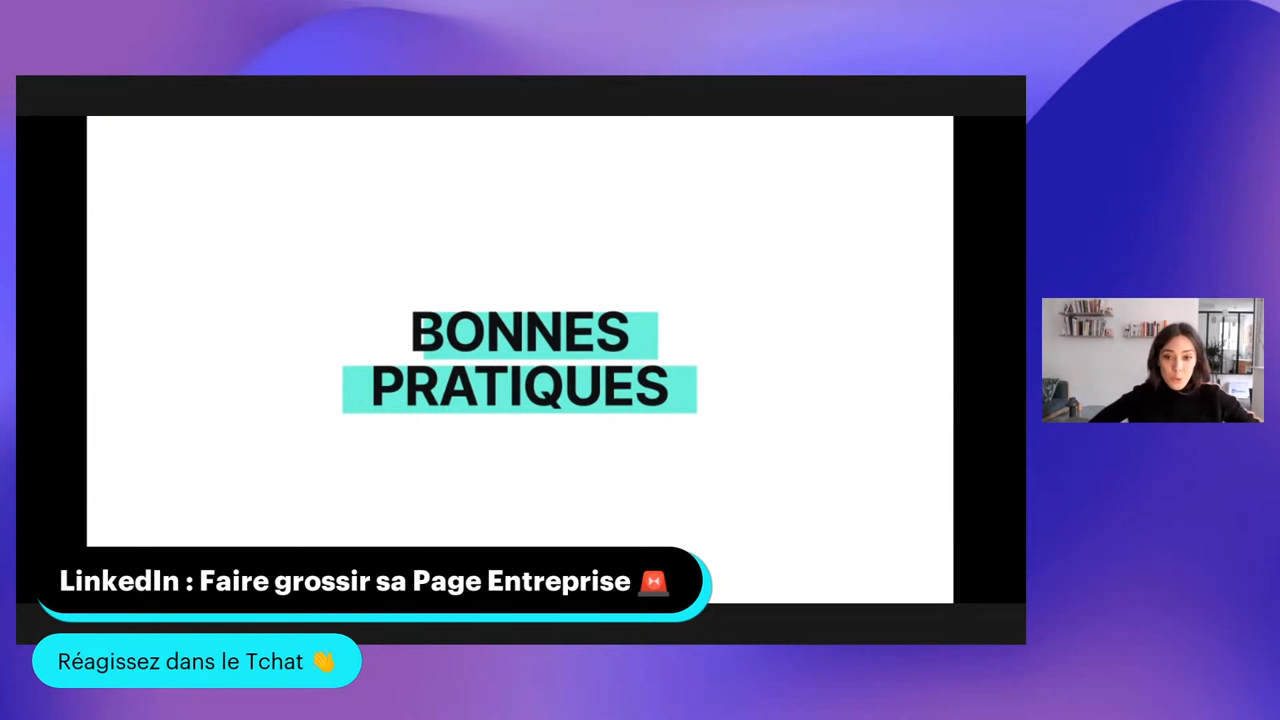 BONNES
PRATIQUES
LinkedIn : Faire grossir sa Page Entreprise 🚨
Réagissez dans le Tchat 👏